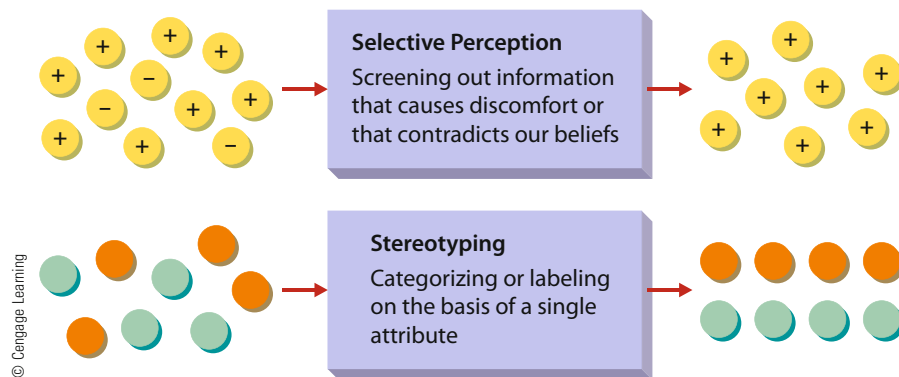 + + + +
+ − + +
− +
+ + −
Selective Perception
Screening out information
that causes discomfort or
that contradicts our beliefs
+ +
+ + +
+ + +
Stereotyping
Categorizing or labeling
on the basis of a single
attribute
© Cengage Learning